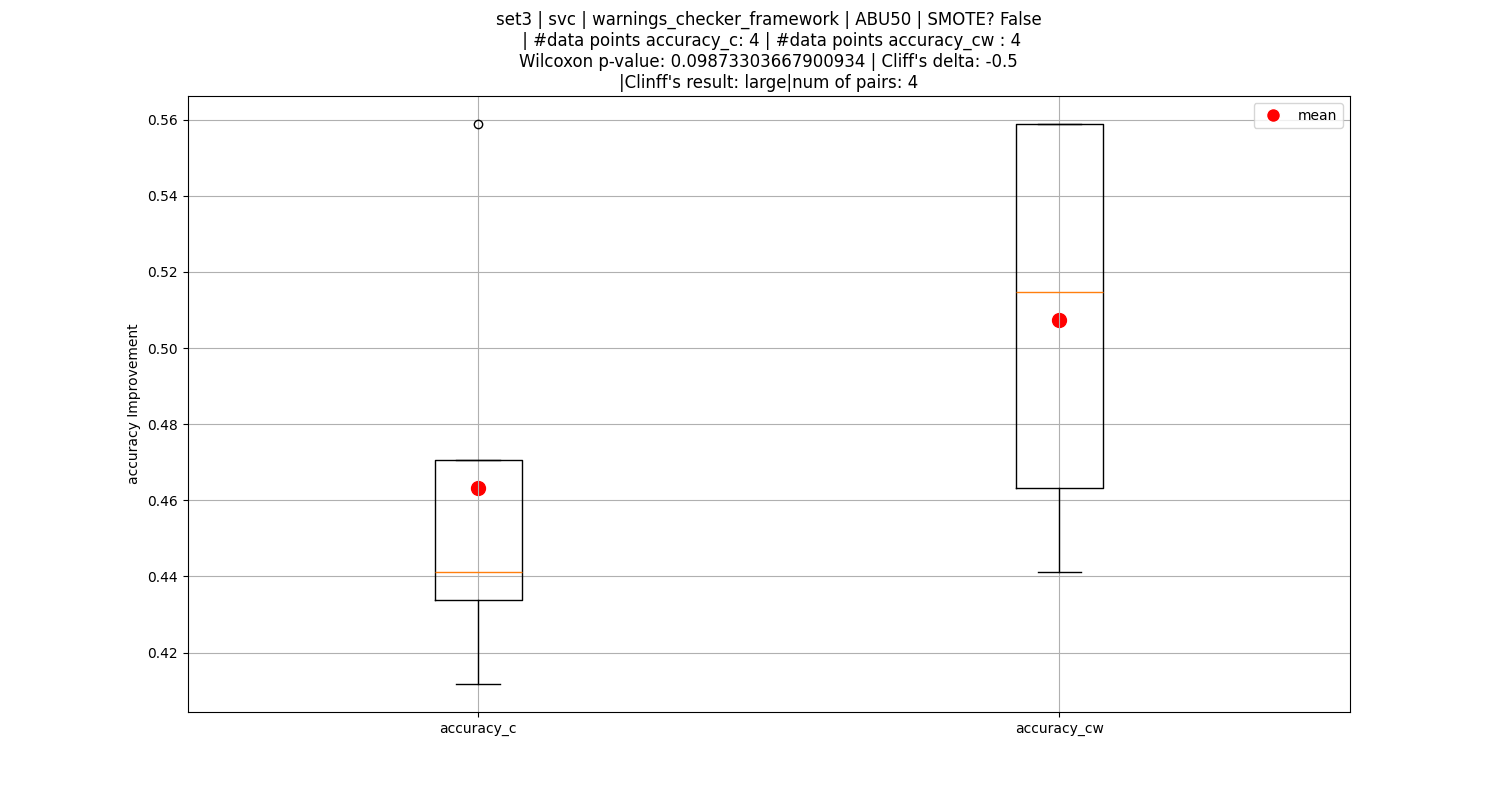 set3 | svc | warnings_checker_framework | ABU50 | SMOTE? False
| #data points accuracy_c: 4 | #data points accuracy_cw : 4
Wilcoxon p-value: 0.09873303667900934 | Cliff's delta: -0.5
|Clinff's result: large|num of pairs: 4
mean
0.56
0.54
0.52
0.50
0.48
0.46
0.44
0.42
accuracy Improvement
accuracy_c
accuracy_cw